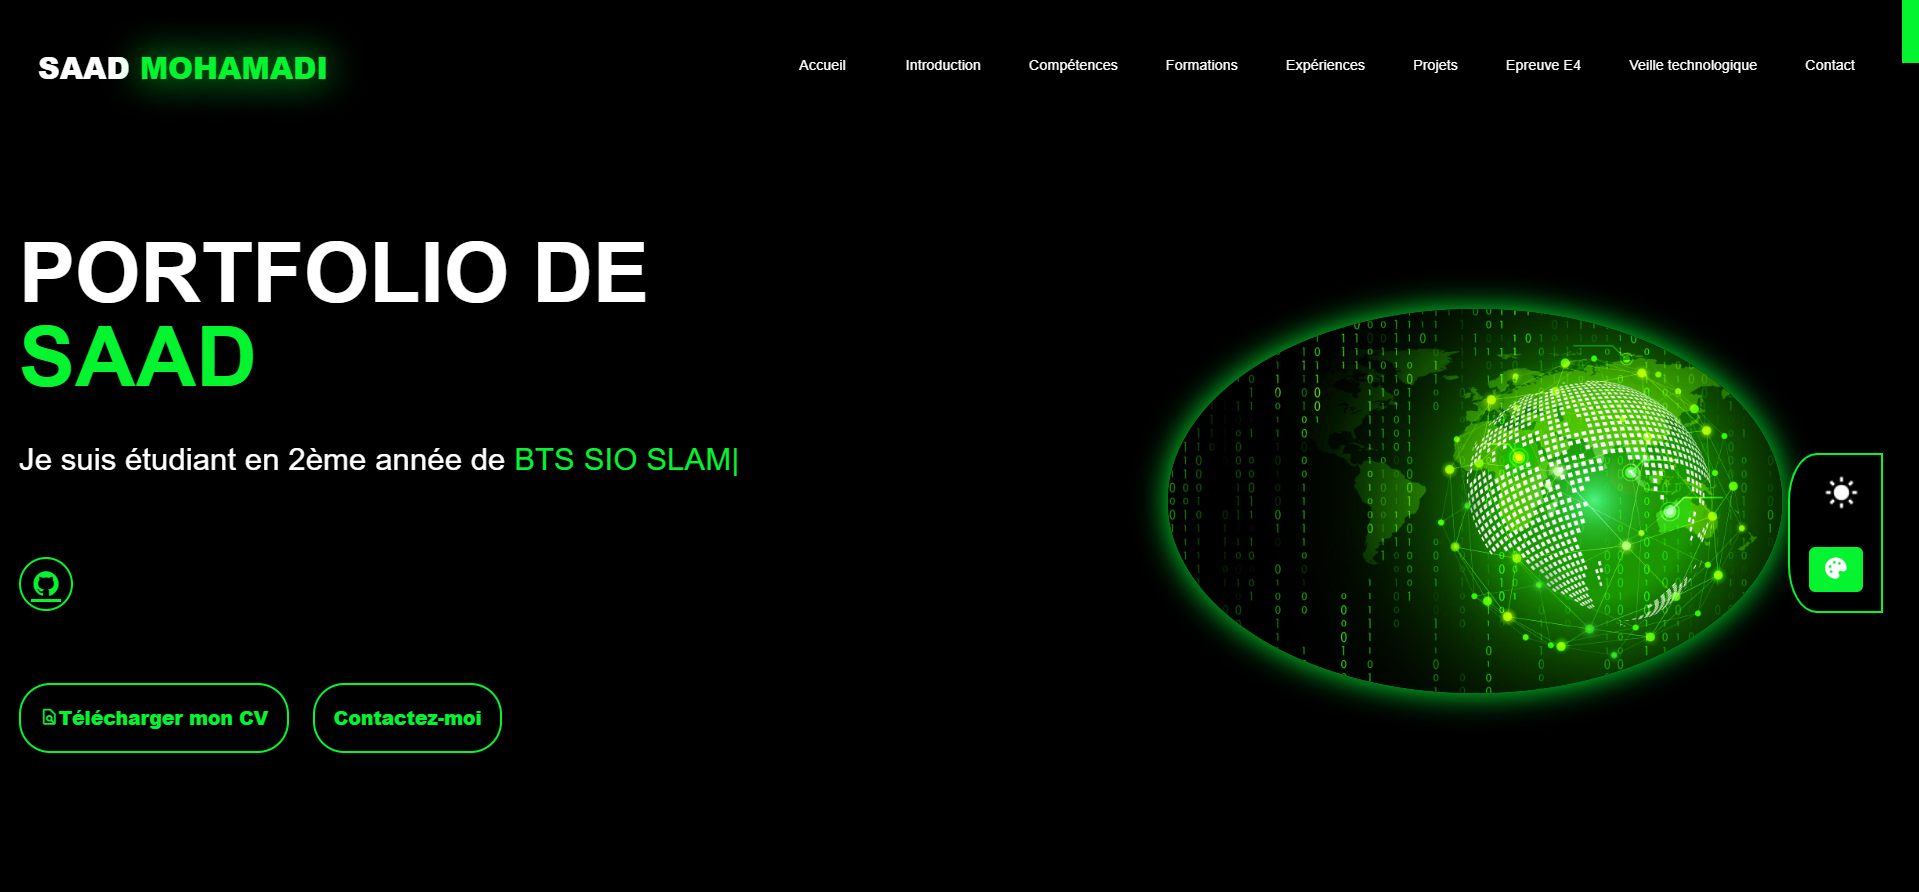 SAAD MOHAMADI
Accueil Introduction Compétences Formations Expériences Projets Epreuve E4 Veille technologique Contact
PORTFOLIO DE
SAAD
Je suis étudiant en 2ème année de BTS SIO SLAM|
Télécharger mon CV
Contactez-moi